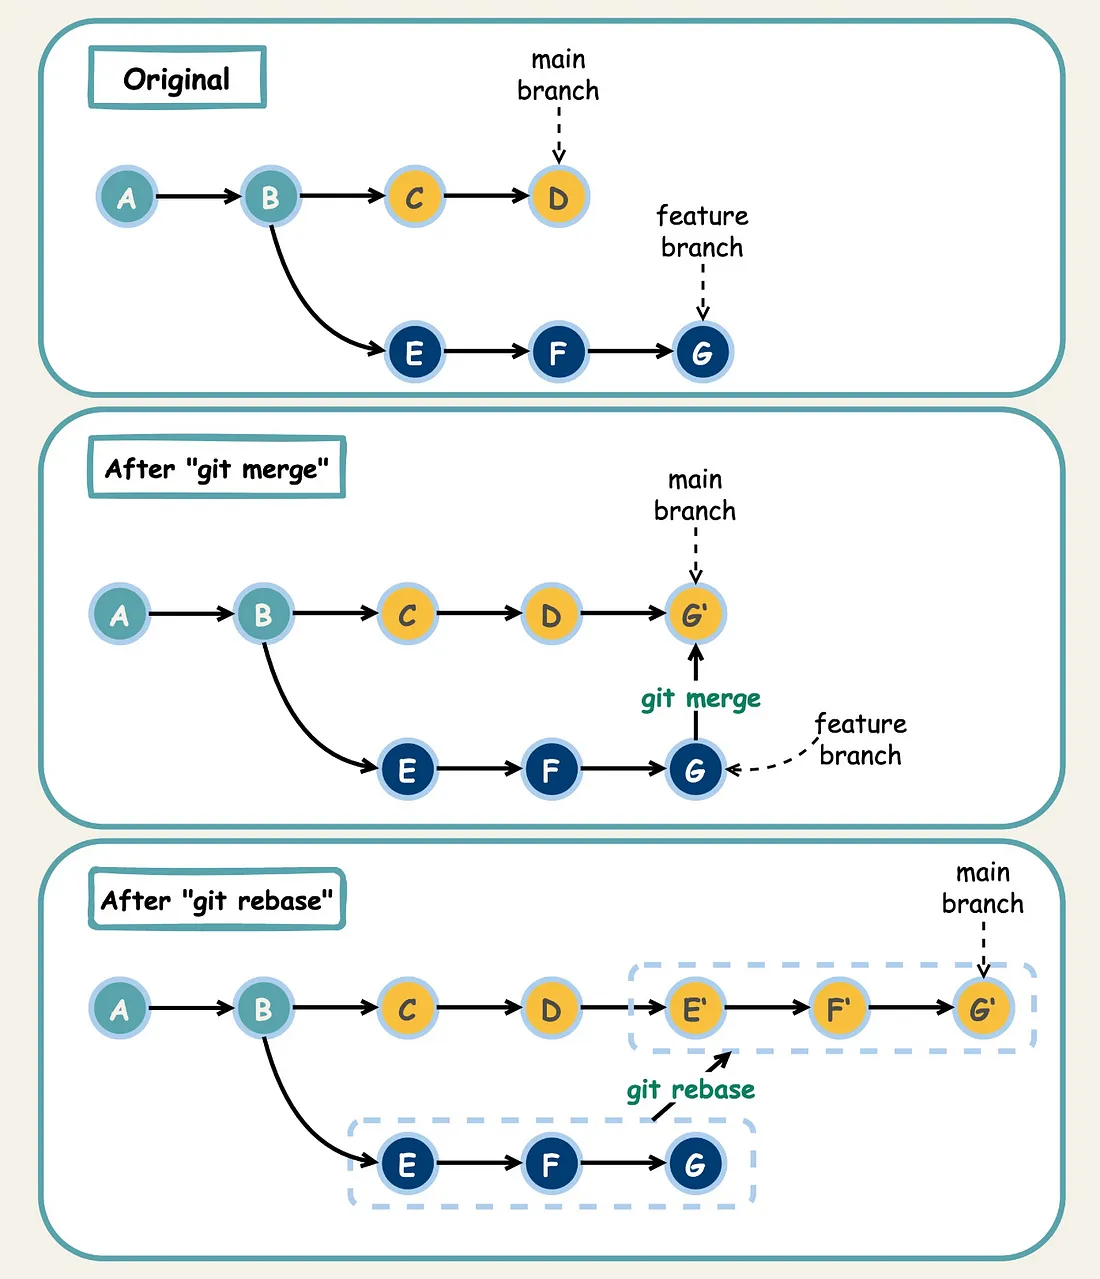 Original
main
branch
A
B
C
D
feature
branch
E
F
G
After "git merge"
main
branch
A
B
C
D
G'
git merge
feature
branch
E
F
G
After "git rebase"
main
branch
A
B
C
D
E'
F'
G'
git rebase
E
F
G